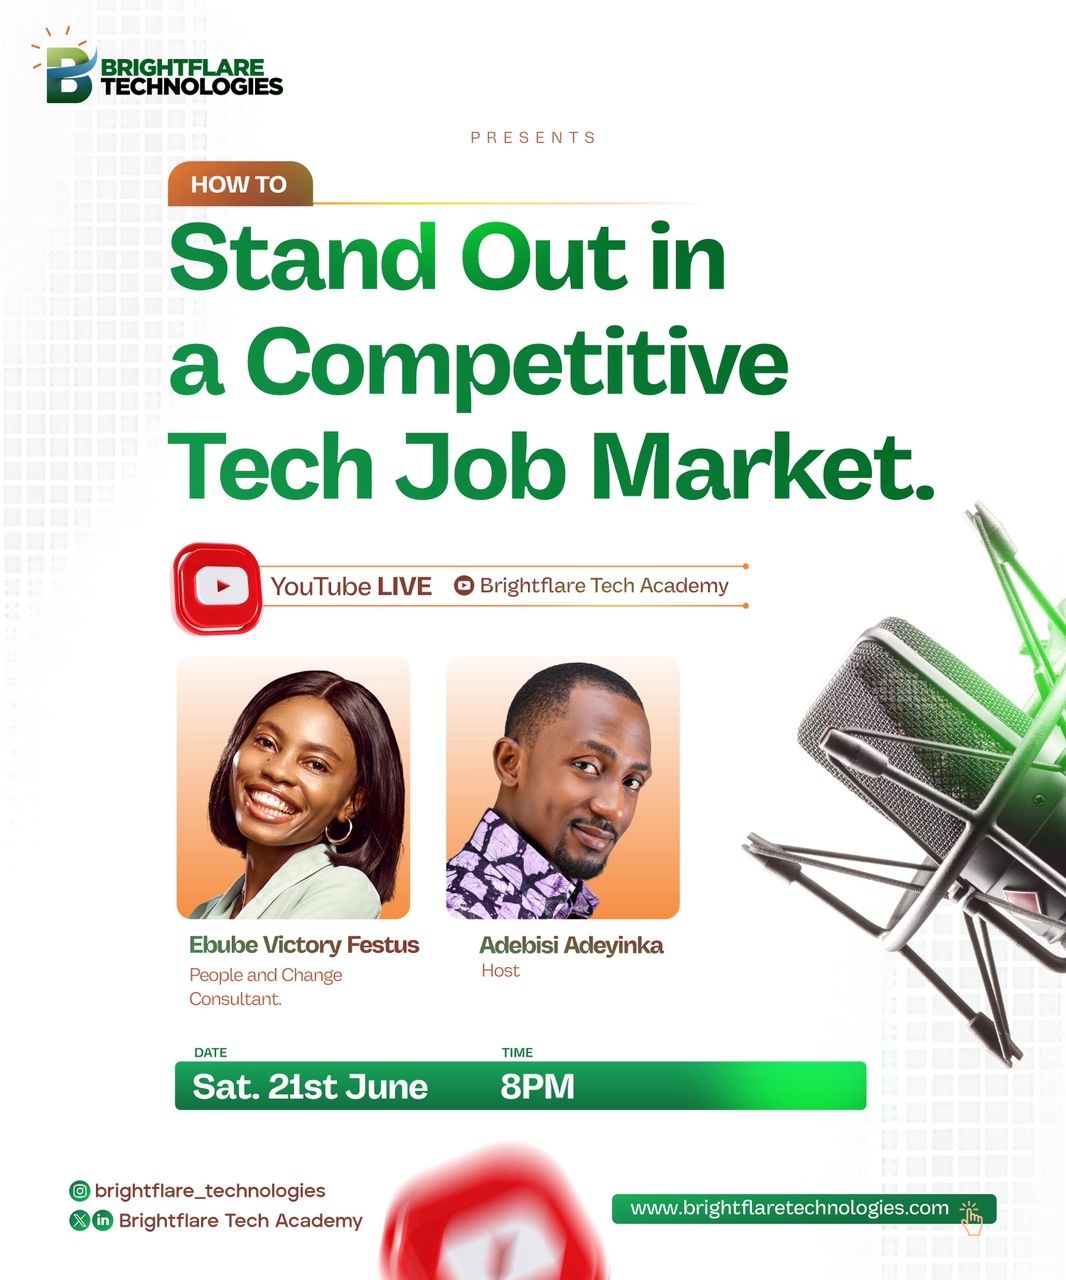 BRIGHTFLARE
TECHNOLOGIES
PRESENTS
HOW TO
Stand Out in
a Competitive
Tech Job Market.
YouTube LIVE Brightflare Tech Academy
Ebube Victory Festus
People and Change
Consultant.
Adebisi Adeyinka
Host
DATE
Sat. 21st June
TIME
8PM
brightflare_technologies
Brightflare Tech Academy
www.brightflaretechnologies.com